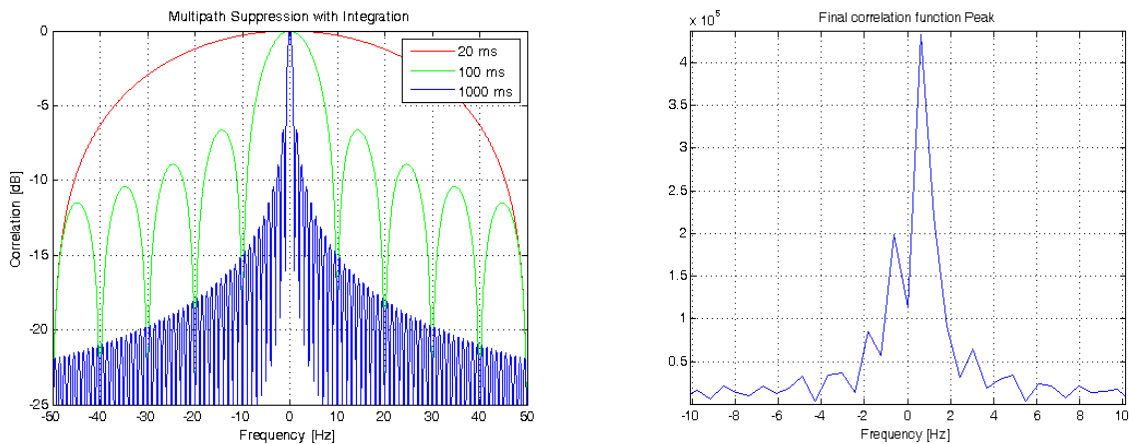 Multipath Suppression with Integration
0
-5
-10
-15
-20
-25
Correlation [dB]
20 ms
100 ms
1000 ms
-50 -40 -30 -20 -10 0 10 20 30 40 50
Frequency [Hz]
Final correlation function Peak
x 10^5
4
3.5
3
2.5
2
1.5
1
0.5
-10 -8 -6 -4 -2 0 2 4 6 8 10
Frequency [Hz]